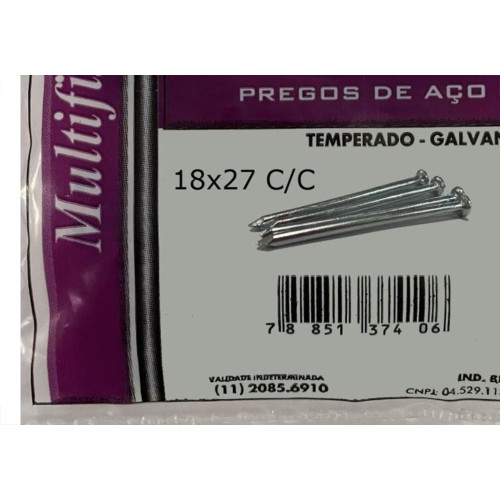 Multifi
PREGOS DE AÇO
TEMPERADO - GALVAN
18x27 C/C
7 8 851 374 06
VALIDADE INDETERMINADA
(11) 2085.6910
IND. B
CNPJ: 04.529.11